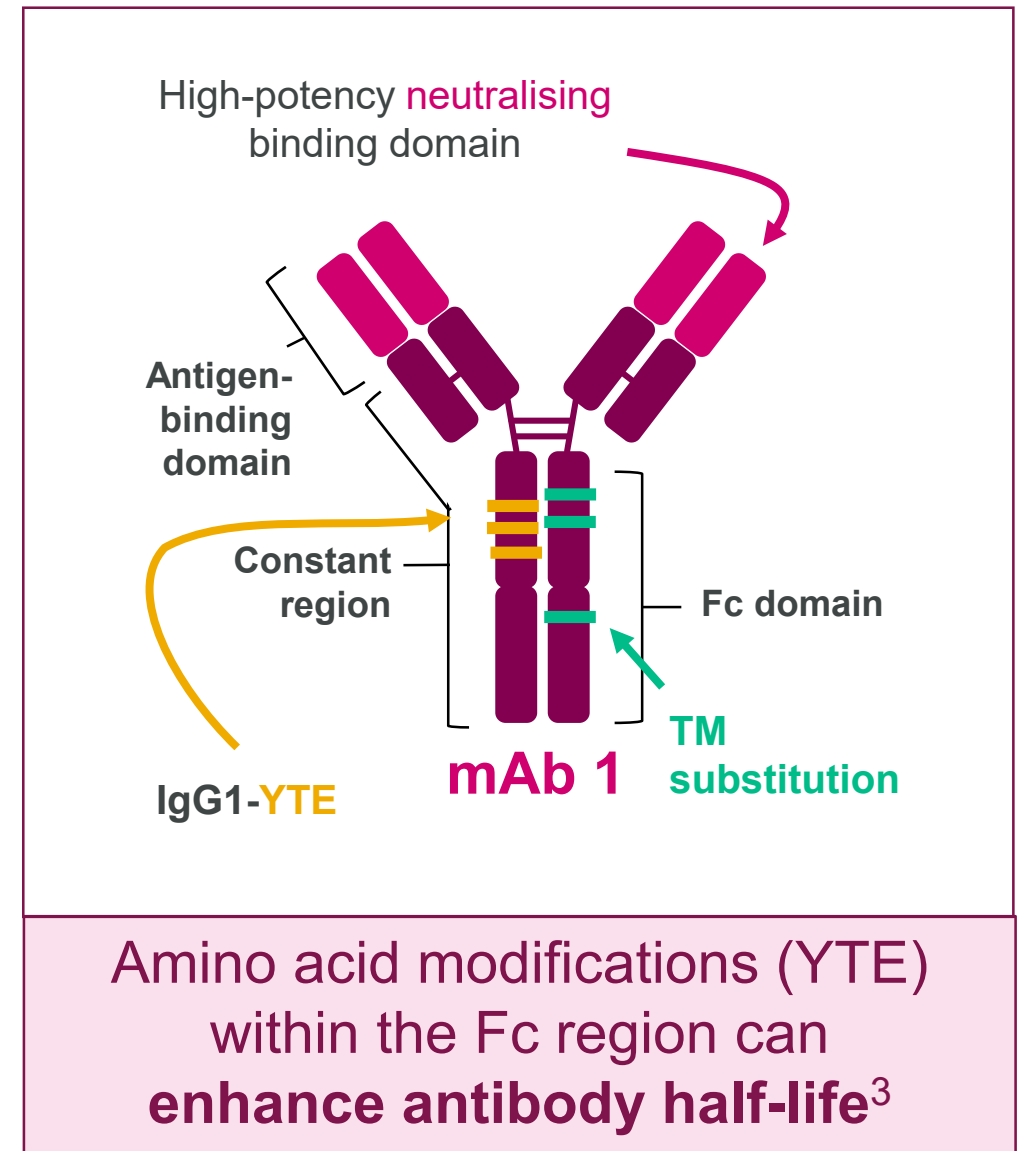 High-potency neutralising
binding domain
Antigen-
binding
domain
Constant
region
Fc domain
TM
substitution
mAb 1
IgG1-YTE
Amino acid modifications (YTE)
within the Fc region can
enhance antibody half-life³